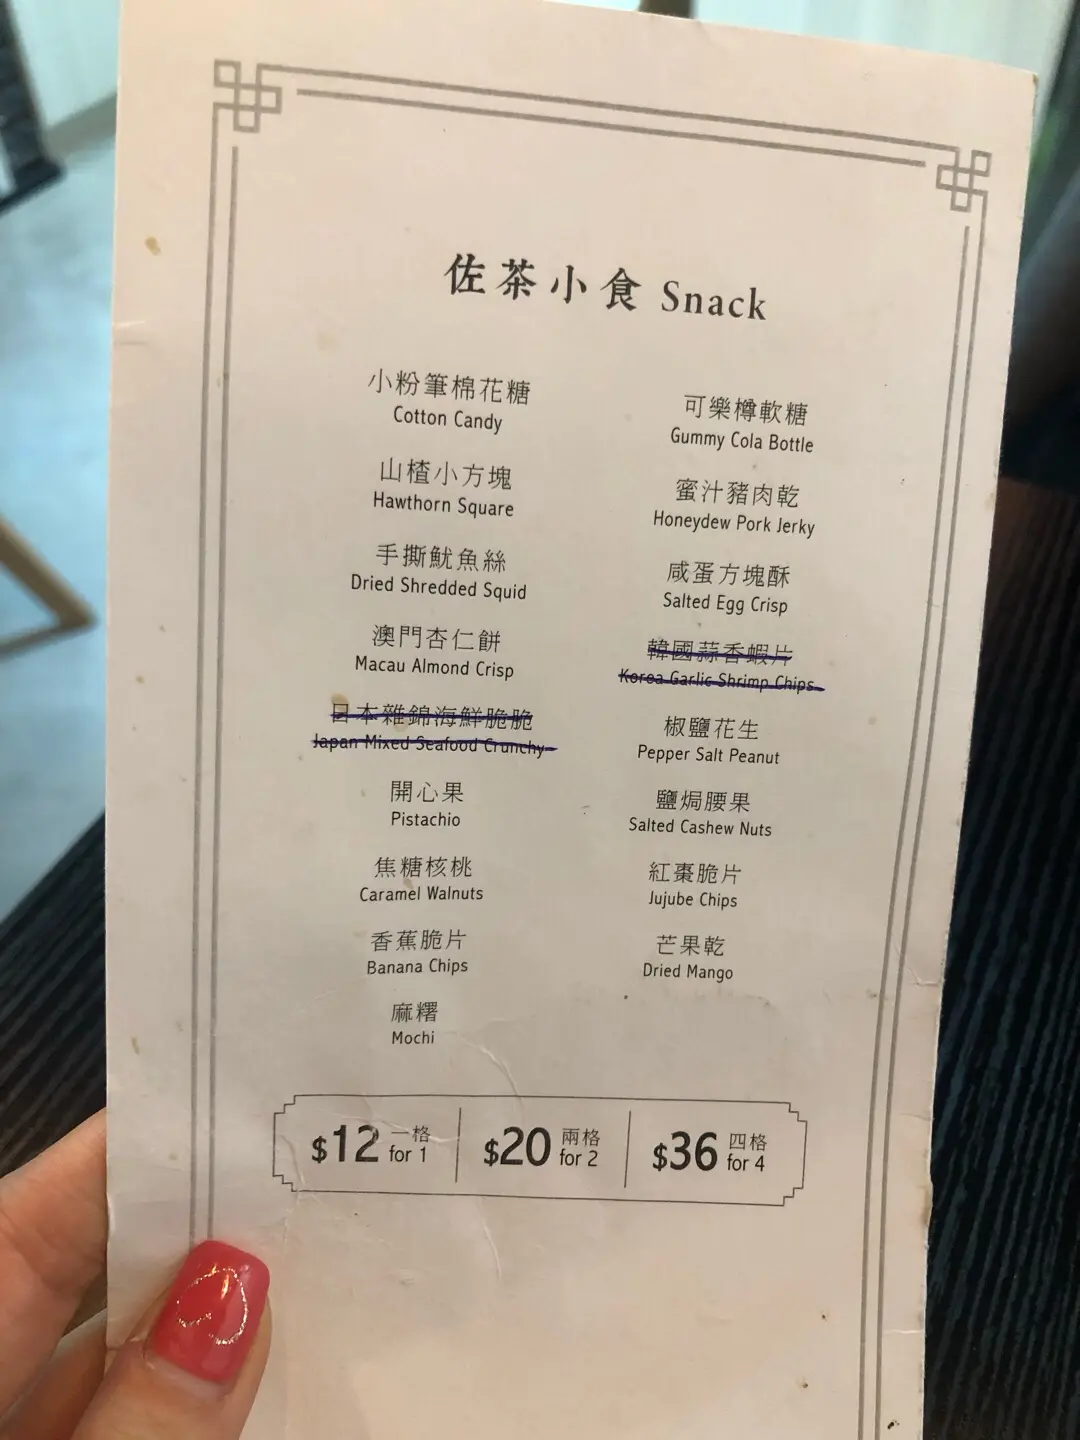 佐茶小食 Snack
小粉筆棉花糖
Cotton Candy
山楂小方塊
Hawthorn Square
手撕魷魚絲
Dried Shredded Squid
澳門杏仁餅
Macau Almond Crisp
日本雜錦海鮮脆脆
Japan Mixed Seafood Crunchy
開心果
Pistachio
焦糖核桃
Caramel Walnuts
香蕉脆片
Banana Chips
麻糬
Mochi
可樂樽軟糖
Gummy Cola Bottle
蜜汁豬肉乾
Honeydew Pork Jerky
咸蛋方塊酥
Salted Egg Crisp
韓國蒜香蝦片
Korea Garlic Shrimp Chips
椒鹽花生
Pepper Salt Peanut
鹽焗腰果
Salted Cashew Nuts
紅棗脆片
Jujube Chips
芒果乾
Dried Mango
$12 一格 for 1
$20 兩格 for 2
$36 四格 for 4